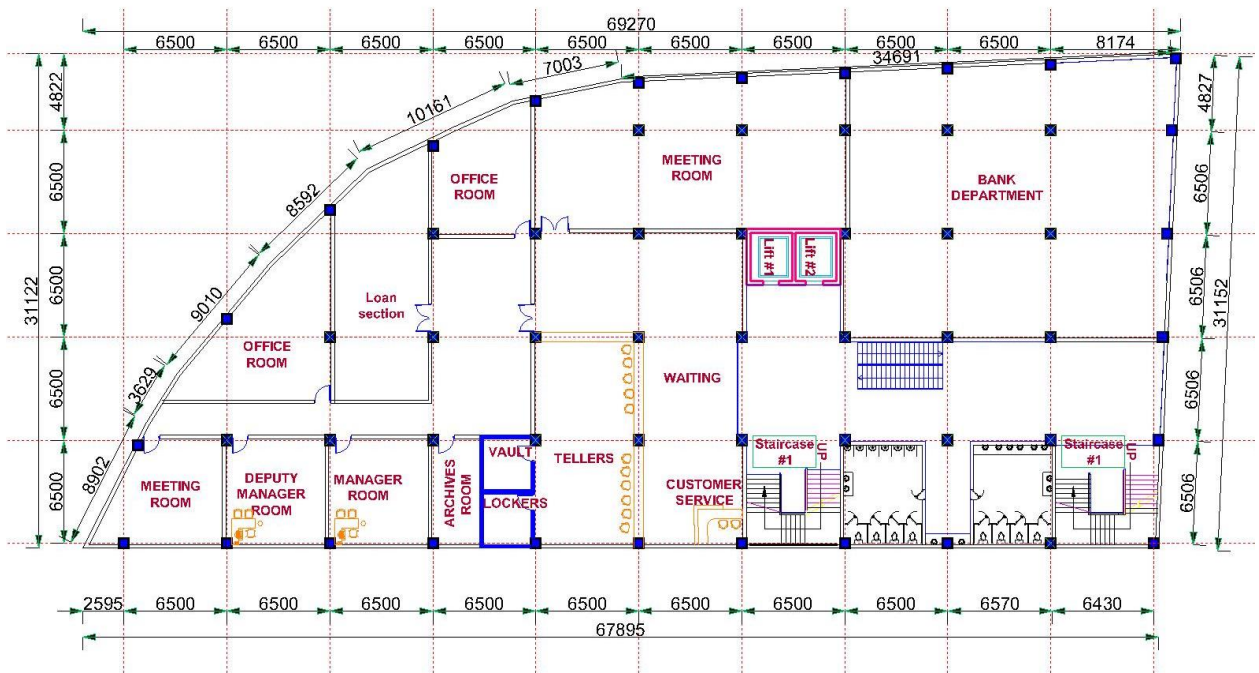 69270
6500 6500 6500 6500 6500 6500 6500 6500 6500 8174
7003
34691
10161
8592
9010
3629
8902
4822
6500
6500
6500
6500
31122
4827
6506
6506
6506
6506
31152
OFFICE
ROOM
MEETING
ROOM
BANK
DEPARTMENT
Lift #1
Lift #2
Loan
section
OFFICE
ROOM
WAITING
MEETING
ROOM
DEPUTY
MANAGER
ROOM
MANAGER
ROOM
ARCHIVES
ROOM
VAULT
LOCKERS
TELLERS
CUSTOMER
SERVICE
Staircase
#1
UP
Staircase
#1
UP
2595 6500 6500 6500 6500 6500 6500 6500 6500 6570 6430
67895